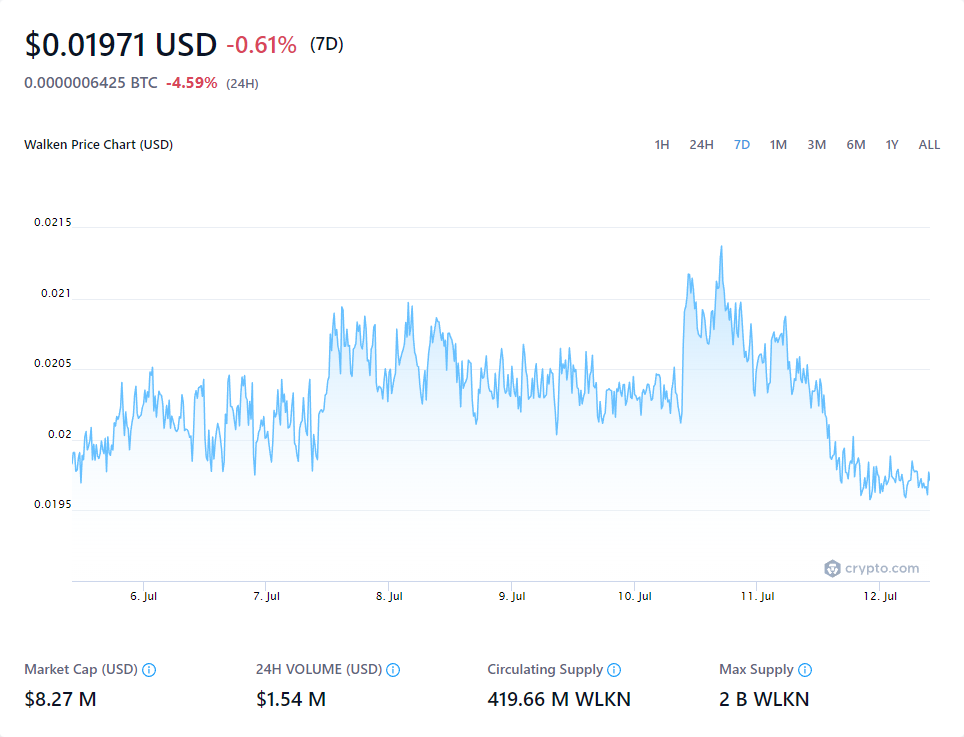 $0.01971 USD -0.61% (7D)
0.0000006425 BTC -4.59% (24H)
Walken Price Chart (USD) 1H 24H 7D 1M 3M 6M 1Y ALL
0.0215
0.021
0.0205
0.02
0.0195
crypto.com
6. Jul 7. Jul 8. Jul 9. Jul 10. Jul 11. Jul 12. Jul
Market Cap (USD) 24H VOLUME (USD) Circulating Supply Max Supply
$8.27 M $1.54 M 419.66 M WLKN 2 B WLKN